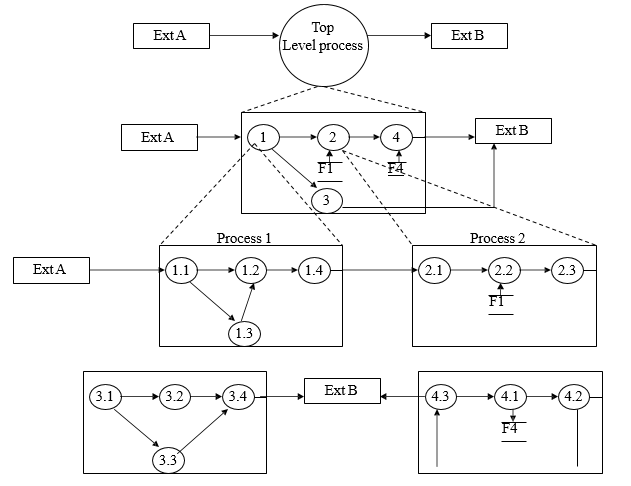 Top
Ext A
Level process
Ext B
Ext A
1
2
4
Ext B
F1
F4
3
Process 1
Process 2
Ext A
1.1
1.2
1.4
2.1
2.2
2.3
F1
1.3
3.1
3.2
3.4
Ext B
4.3
4.1
4.2
F4
3.3